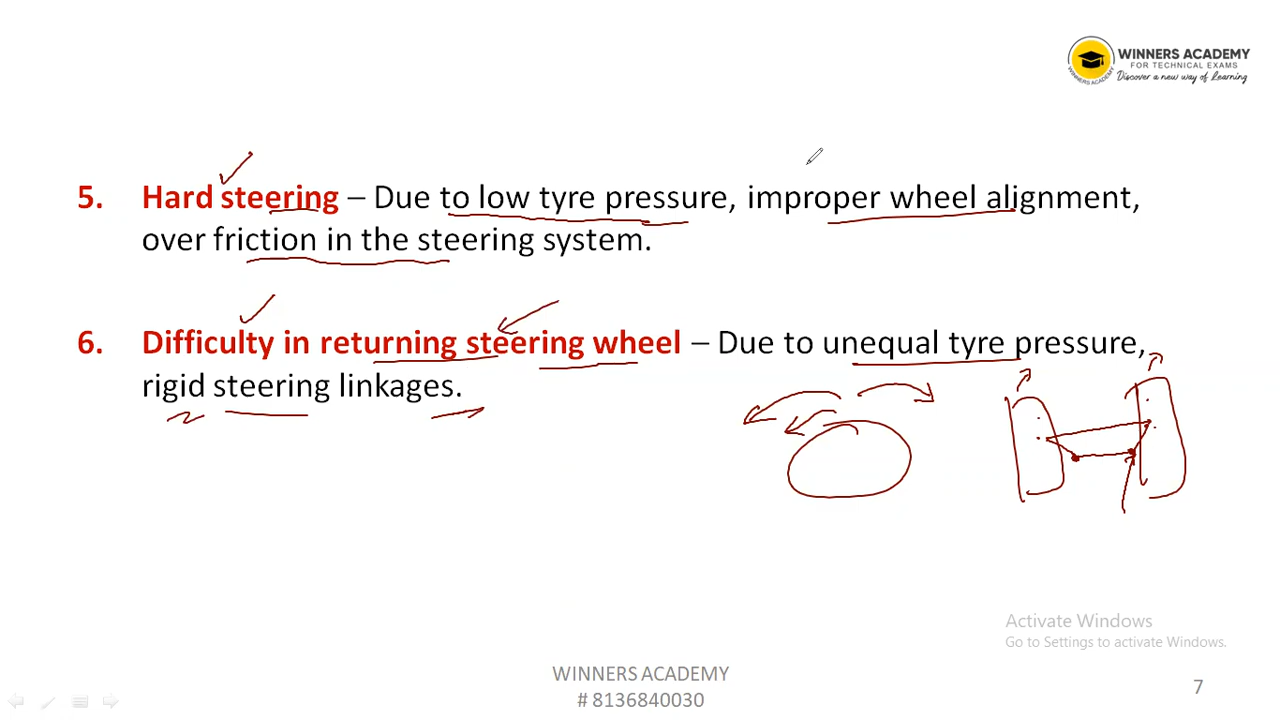 WINNERS ACADEMY
FOR TECHNICAL EXAMS
Discover a new way of Learning
WINNERS ACADEMY
5. Hard steering – Due to low tyre pressure, improper wheel alignment,
over friction in the steering system.
6. Difficulty in returning steering wheel – Due to unequal tyre pressure,
rigid steering linkages.
Activate Windows
Go to Settings to activate Windows.
WINNERS ACADEMY
# 8136840030
7